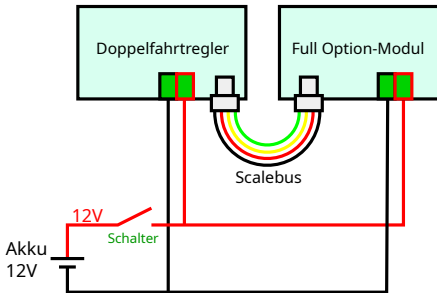 Doppelfahrtregler
Full Option-Modul
Scalebus
12V
Schalter
Akku
12V